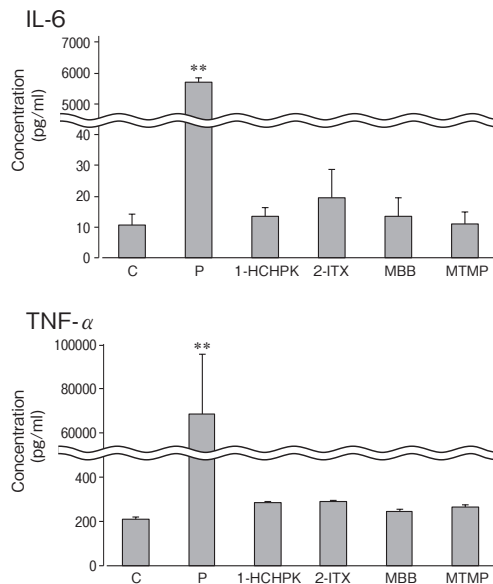 IL-6
Concentration
(pg/ml)
7000
6000
5000
40
30
20
10
0
**
C P 1-HCHPK 2-ITX MBB MTMP
TNF-α
Concentration
(pg/ml)
100000
80000
60000
400
200
0
**
C P 1-HCHPK 2-ITX MBB MTMP